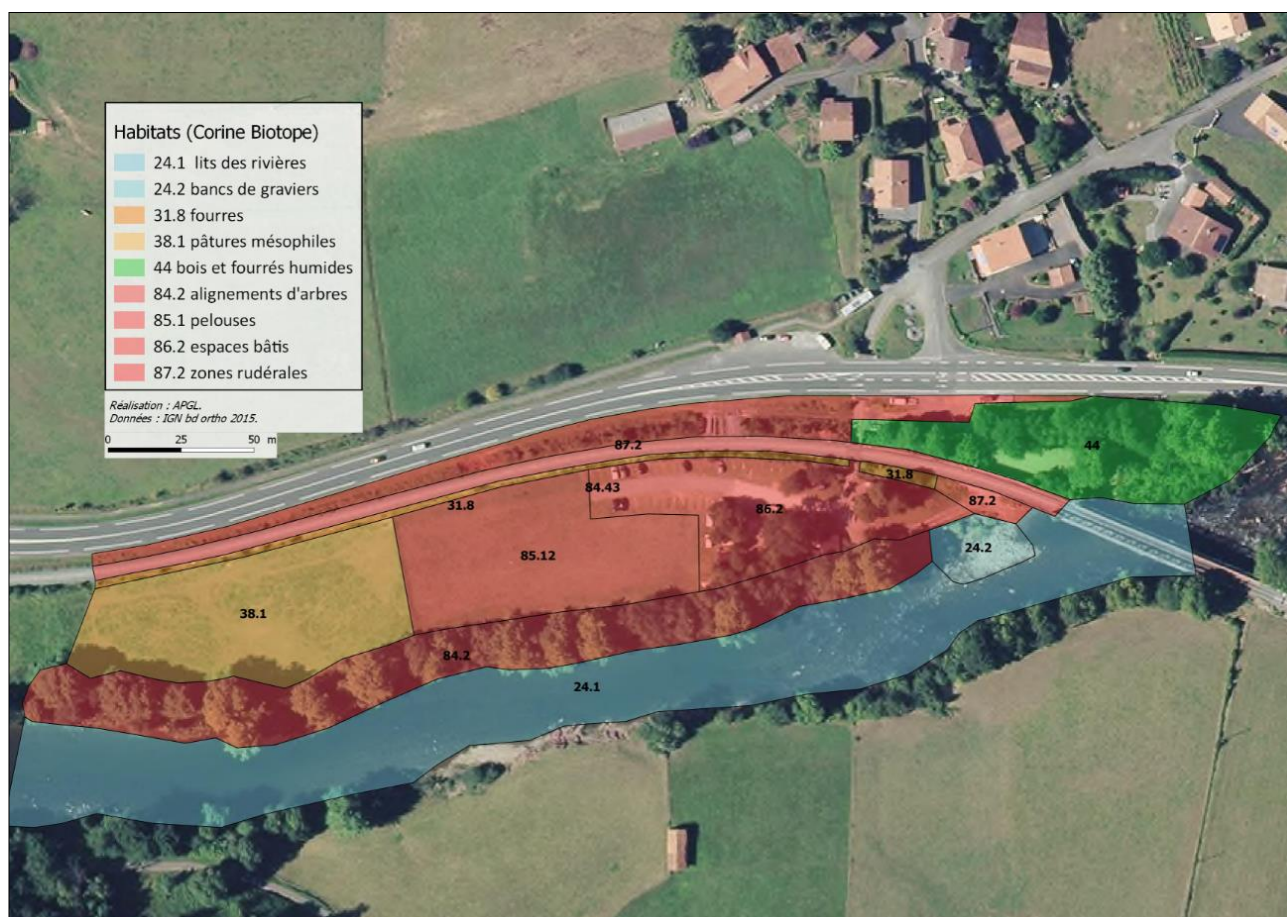 Habitats (Corine Biotope)
24.1 lits des rivières
24.2 bancs de graviers
31.8 fourres
38.1 pâtures mésophiles
44 bois et fourrés humides
84.2 alignements d'arbres
85.1 pelouses
86.2 espaces bâtis
87.2 zones rudérales
Réalisation : APGL.
Données : IGN bd ortho 2015.
0 25 50 m
87.2
44
31.8
84.43
31.8
86.2
87.2
85.12
24.2
38.1
84.2
24.1